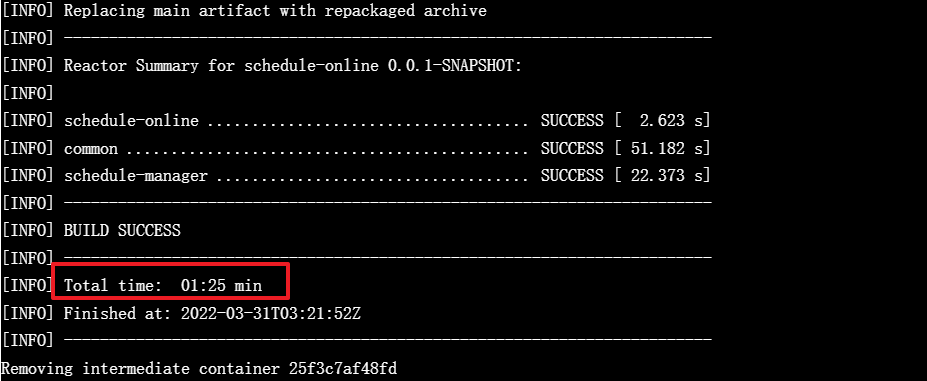 [INFO] Replacing main artifact with repackaged archive
[INFO] ------------------------------------------------------------------------
[INFO] Reactor Summary for schedule-online 0.0.1-SNAPSHOT:
[INFO]
[INFO] schedule-online .................................... SUCCESS [  2.623 s]
[INFO] common ............................................. SUCCESS [ 51.182 s]
[INFO] schedule-manager ................................... SUCCESS [ 22.373 s]
[INFO] ------------------------------------------------------------------------
[INFO] BUILD SUCCESS
[INFO] ------------------------------------------------------------------------
[INFO] Total time:  01:25 min
[INFO] Finished at: 2022-03-31T03:21:52Z
[INFO] ------------------------------------------------------------------------
Removing intermediate container 25f3c7af48fd